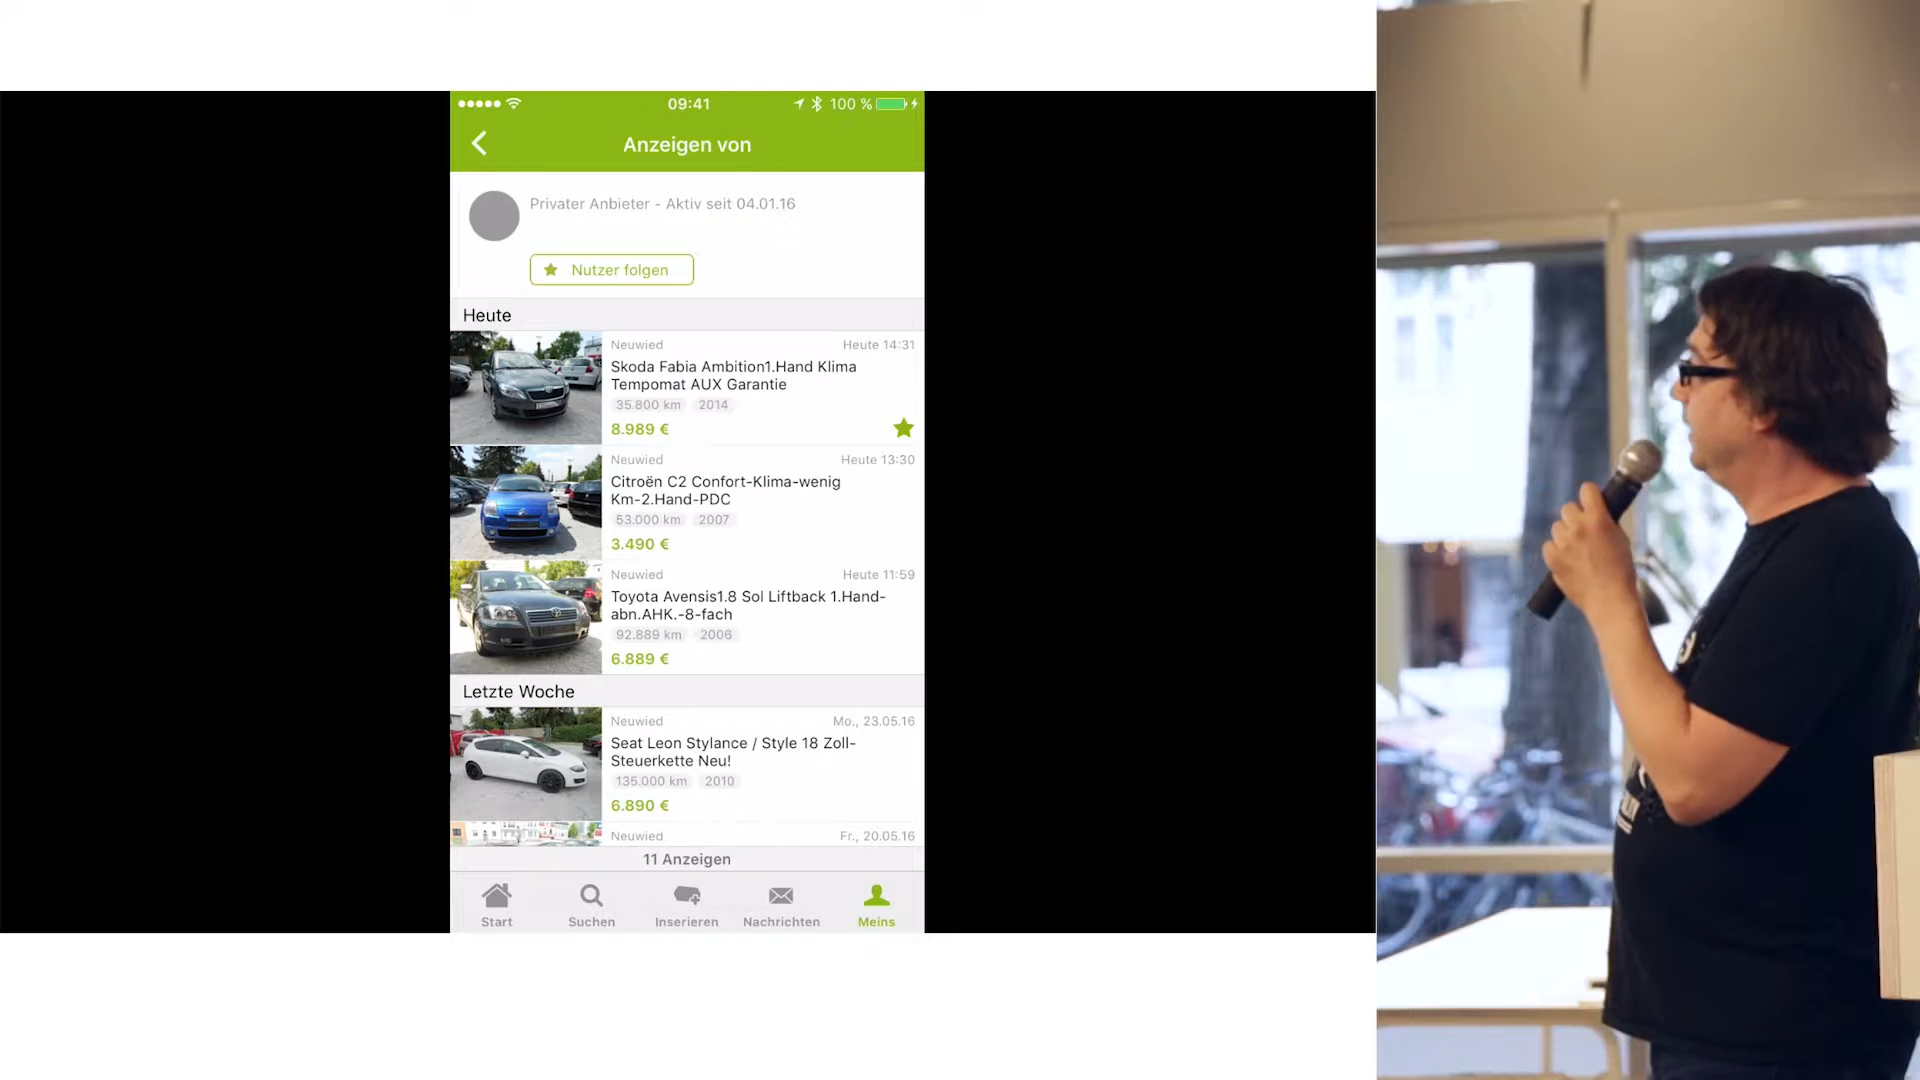 09:41
100 %
Anzeigen von
Privater Anbieter - Aktiv seit 04.01.16
Nutzer folgen
Heute
Neuwied Heute 14:31
Skoda Fabia Ambition1.Hand Klima
Tempomat AUX Garantie
35.800 km 2014
8.989 €
Neuwied Heute 13:30
Citroën C2 Confort-Klima-wenig
Km-2.Hand-PDC
53.000 km 2007
3.490 €
Neuwied Heute 11:59
Toyota Avensis1.8 Sol Liftback 1.Hand-
abn.AHK.-8-fach
92.889 km 2006
6.889 €
Letzte Woche
Neuwied Mo., 23.05.16
Seat Leon Stylance / Style 18 Zoll-
Steuerkette Neu!
135.000 km 2010
6.890 €
Neuwied Fr., 20.05.16
11 Anzeigen
Start Suchen Inserieren Nachrichten Meins